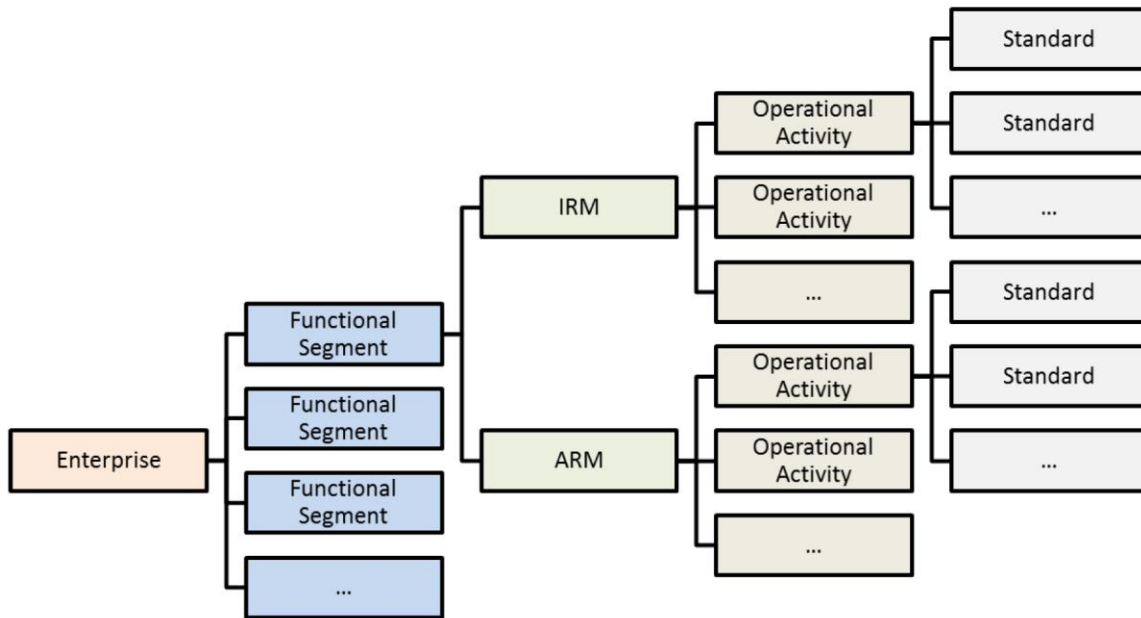 Enterprise
Functional
Segment
Functional
Segment
Functional
Segment
...
IRM
ARM
Operational
Activity
Operational
Activity
...
Operational
Activity
Operational
Activity
...
Standard
Standard
...
Standard
Standard
...